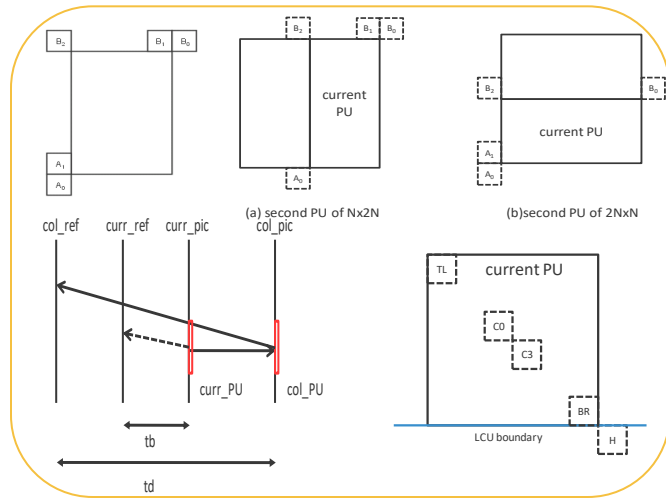 B₂ B₁ B₀
A₁
A₀
B₂ B₁ B₀
current
PU
A₀
(a) second PU of Nx2N
B₂ B₀
current PU
A₁
A₀
(b)second PU of 2NxN
col_ref curr_ref curr_pic col_pic
curr_PU col_PU
tb
td
TL current PU
C0
C3
BR
LCU boundary H